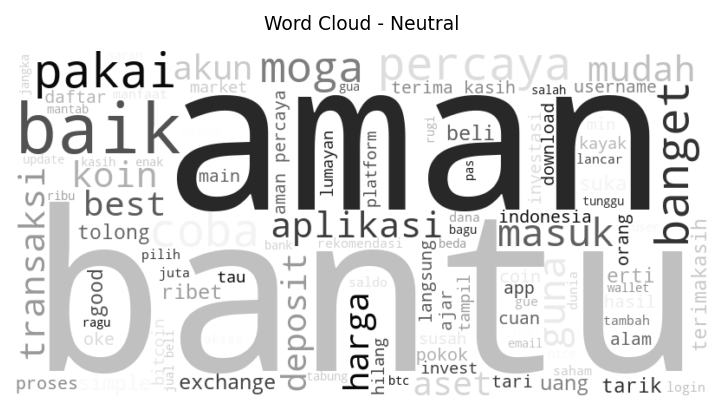 Word Cloud - Neutral
jangka
pakai
akun
moga
percaya
mudah
market
gua
terima kasih
salah
username
daftar
mantab
manfaat
baik
aman
banget
aman percaya
lumayan
platform
rugi
beli
pas
download
investasi
min
kayak
lancar
suka
tunggu
update
kasih
enak
koin
main
ribu
best
transaksi
tolong
coba
aplikasi
dana
bagu
indonesia
masuk
orang
user
bantu
bank
rekomendasi
beda
pilih
juta
tau
good
ribet
ragu
oke
deposit
saldo
harga
langsung
ajar
tampil
coin
app
gue
cuan
guna
dunia
erti
wallet
hasil
tambah
alam
terimakasih
bitcoin
jual beli
hilang
susah
pokok
email
invest
saham
proses
simple
exchange
tabung
btc
aset
tari
uang
tarik
login